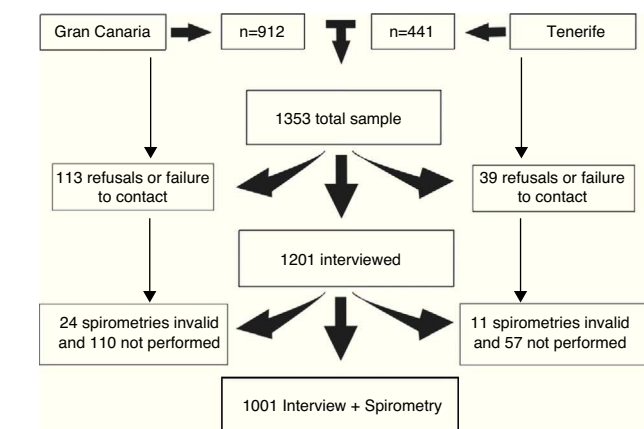 Gran Canaria
n=912
n=441
Tenerife
1353 total sample
113 refusals or failure
to contact
39 refusals or failure
to contact
1201 interviewed
24 spirometries invalid
and 110 not performed
11 spirometries invalid
and 57 not performed
1001 Interview + Spirometry